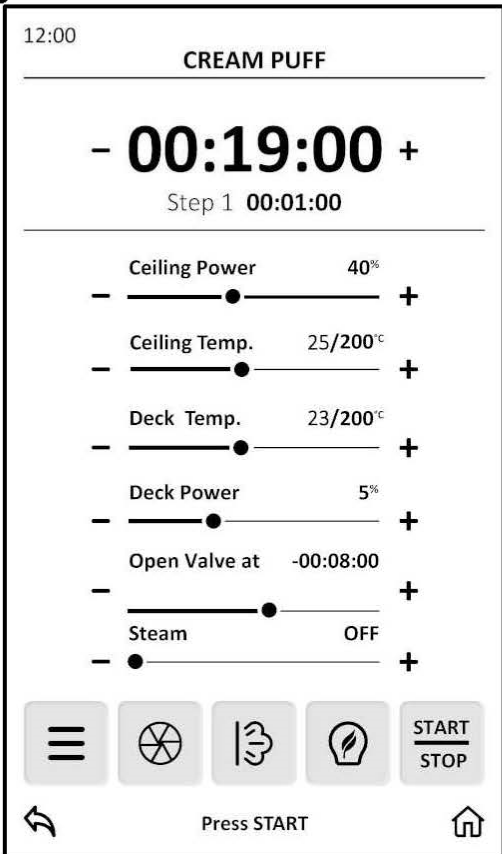 12:00
CREAM PUFF
- 00:19:00 +
Step 1 00:01:00
Ceiling Power 40%
- +
Ceiling Temp. 25/200°C
- +
Deck Temp. 23/200°C
- +
Deck Power 5%
- +
Open Valve at -00:08:00
- +
Steam OFF
- +
START
STOP
Press START